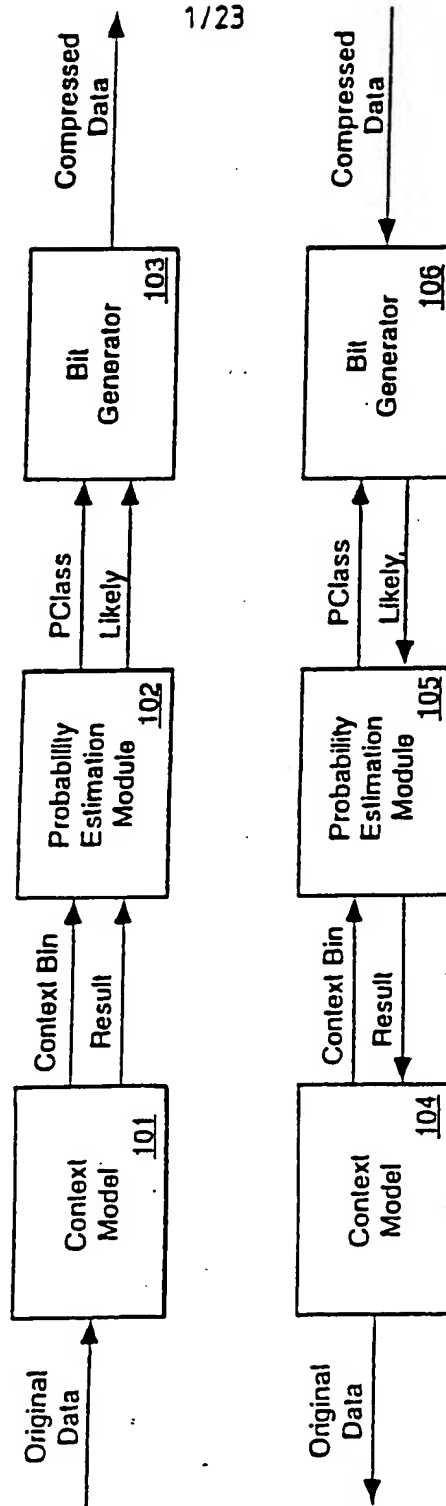 1/23
Original
Data
Context
Model
101
Context Bin
Result
Probability
Estimation
Module
102
PClass
Likely
Bit
Generator
103
Compressed
Data
Original
Data
Context
Model
104
Context Bin
Result
Probability
Estimation
Module
105
PClass
Likely
Bit
Generator
106
Compressed
Data